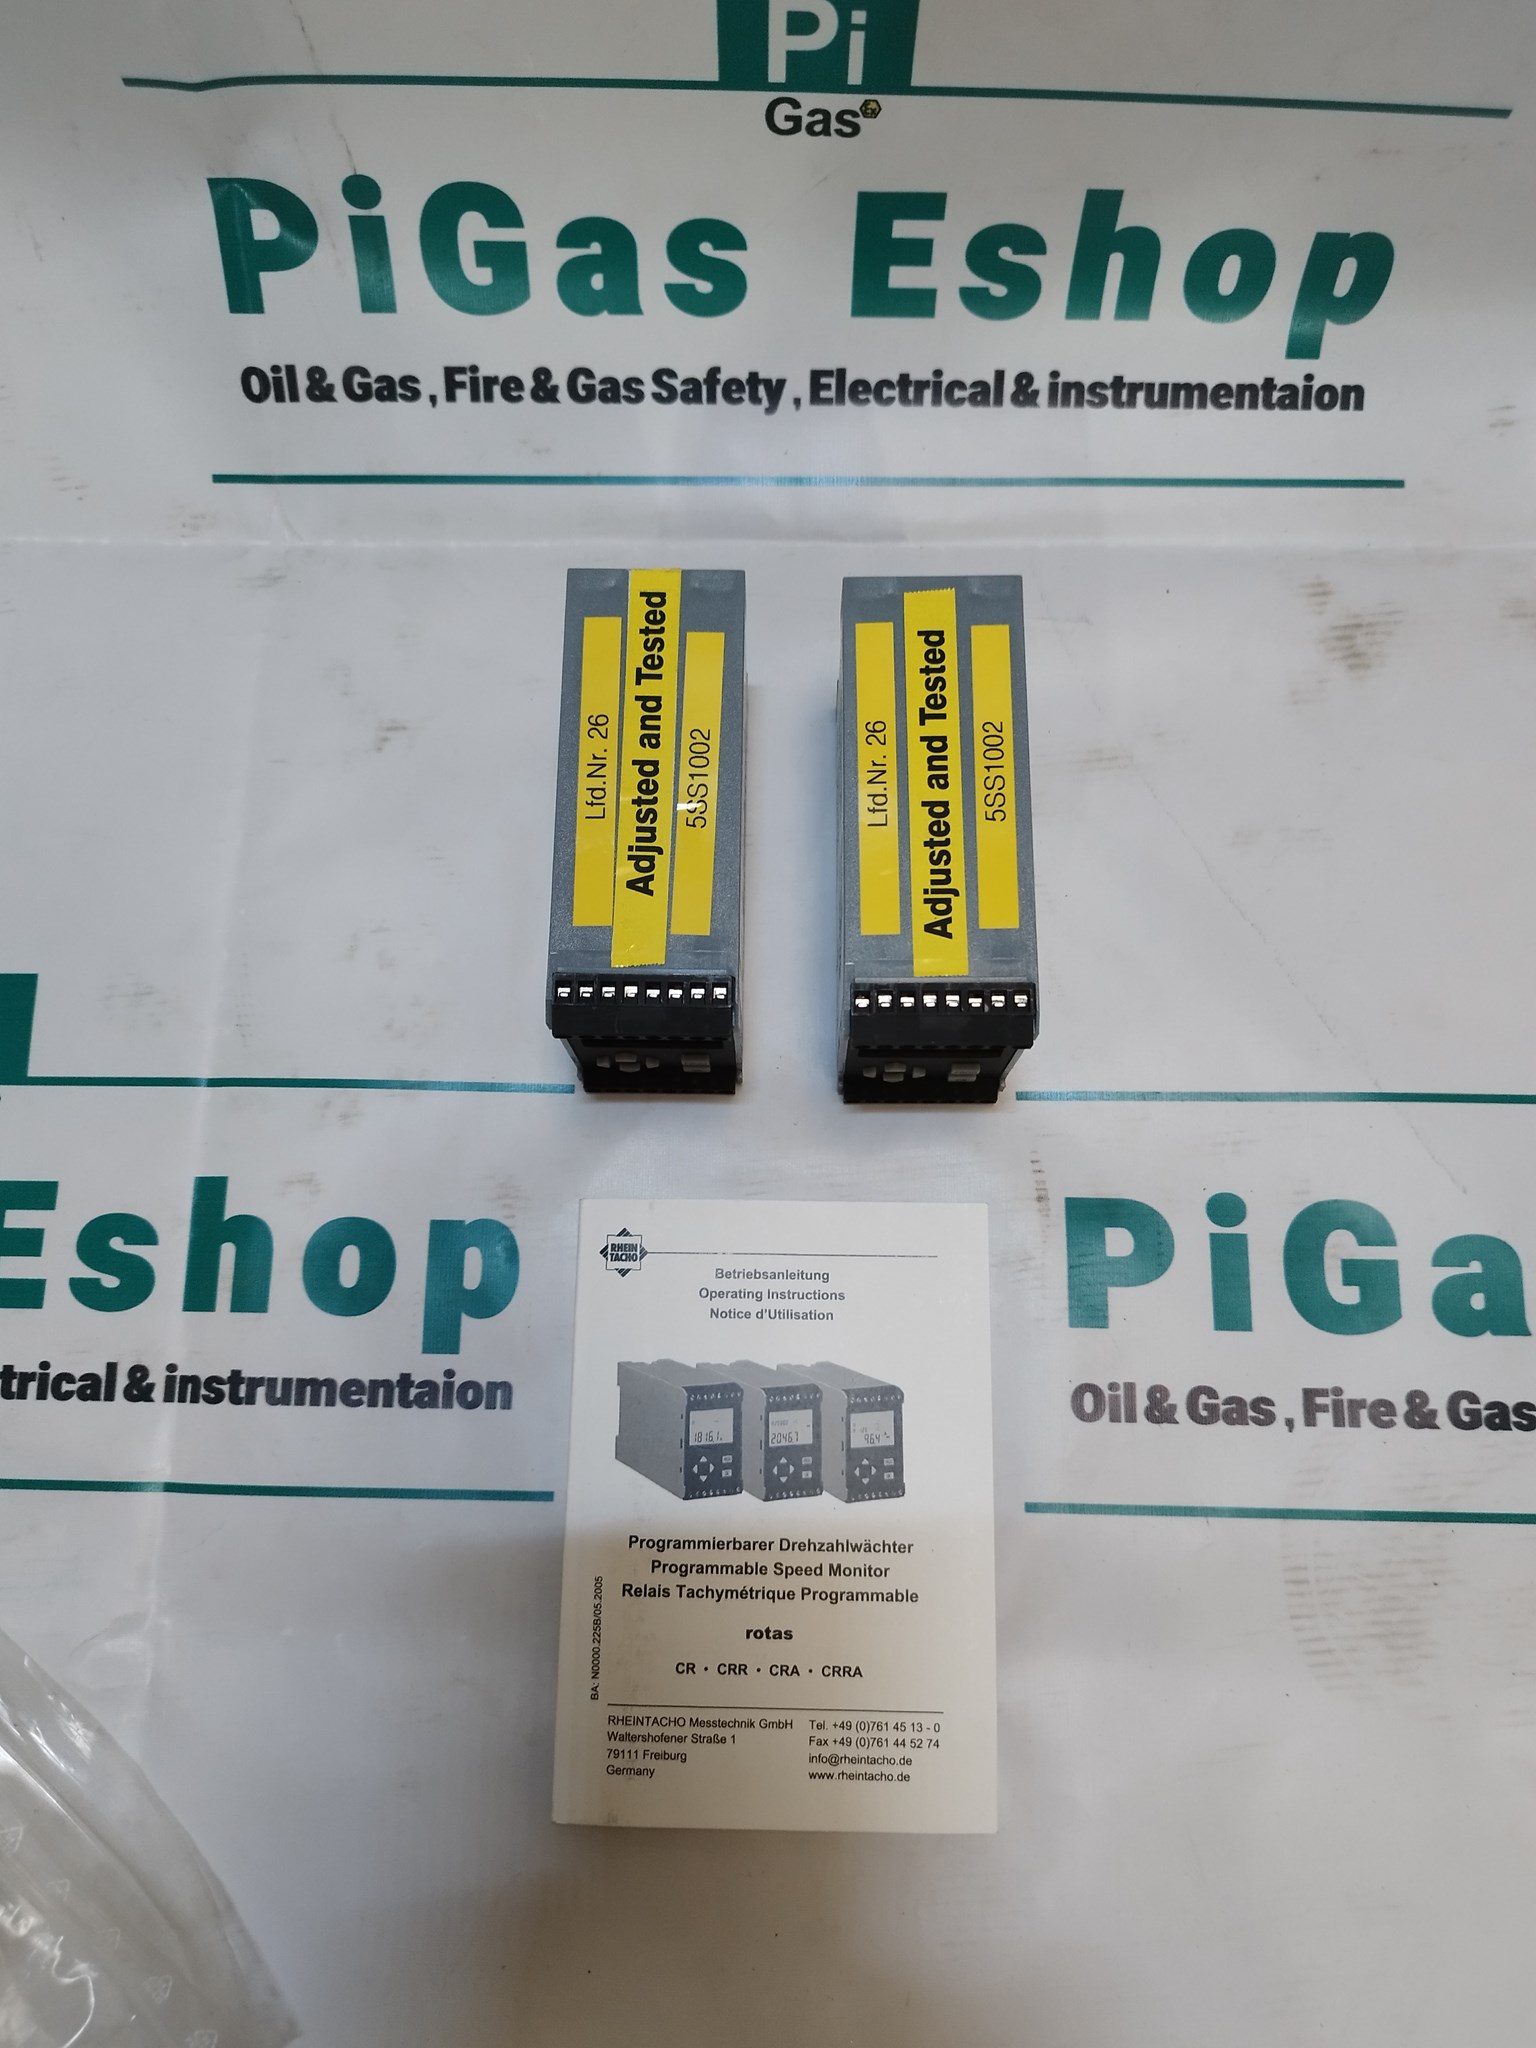 Pi
Gas
PiGas Eshop
Oil & Gas , Fire & Gas Safety , Electrical & instrumentaion
Lfd.Nr. 26
Adjusted and Tested
5SS1002
Lfd.Nr. 26
Adjusted and Tested
5SS1002
Eshop
trical & instrumentaion
PiGa
Oil & Gas , Fire & Gas
RHEIN
TACHO
Betriebsanleitung
Operating Instructions
Notice d'Utilisation
Programmierbarer Drehzahlwächter
Programmable Speed Monitor
Relais Tachymétrique Programmable
rotas
CR • CRR • CRA • CRRA
BA: N0000.225B/05.2005
RHEINTACHO Messtechnik GmbH
Waltershofener Straße 1
79111 Freiburg
Germany
Tel. +49 (0)761 45 13 - 0
Fax +49 (0)761 44 52 74
info@rheintacho.de
www.rheintacho.de